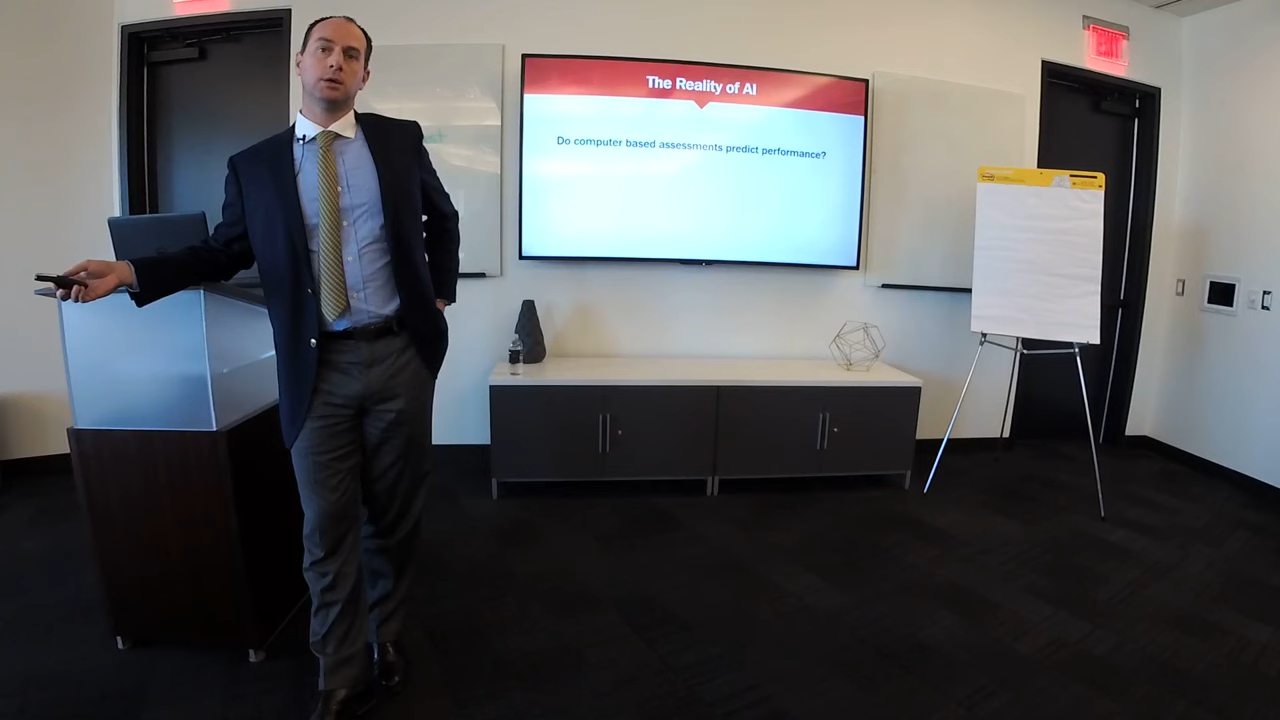 The Reality of AI
Do computer based assessments predict performance?
EXIT